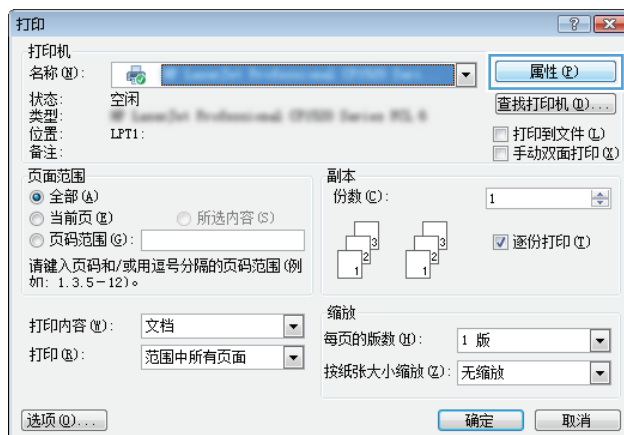 打印
打印机
名称(N):
属性(P)
状态: 空闲
查找打印机(D)...
类型:
位置: LPT1:
打印到文件(L)
备注:
手动双面打印(X)
页面范围
全部(A)
当前页(E) 所选内容(S)
页码范围(G):
请键入页码和/或用逗号分隔的页码范围(例
如: 1.3.5-12)。
副本
份数(C): 1
逐份打印(T)
1 2 3 1 2 3
打印内容(W): 文档
打印(R): 范围中所有页面
缩放
每页的版数(H): 1 版
按纸张大小缩放(Z): 无缩放
选项(O)... 确定 取消